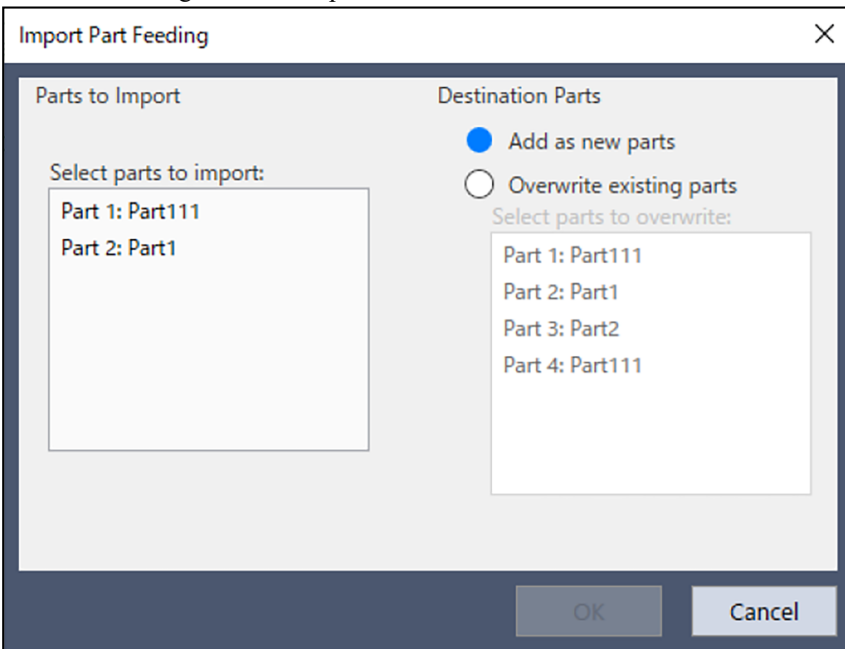 Import Part Feeding
Parts to Import
Select parts to import:
Part 1: Part111
Part 2: Part1
Destination Parts
Add as new parts
Overwrite existing parts
Select parts to overwrite:
Part 1: Part111
Part 2: Part1
Part 3: Part2
Part 4: Part111
OK
Cancel